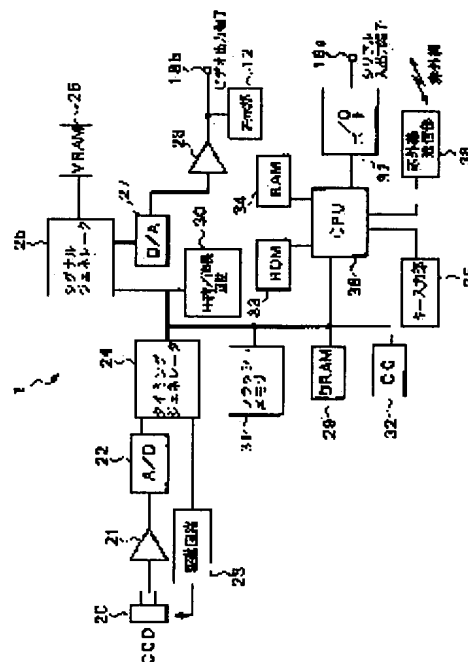 1
CCD
20
21
22
A/D
23
駆動回路
24
タイミング
ジェネレータ
25
シグナル
ジェネレータ
VRAM
26
27
D/A
28
18b
ビデオ出力端子
12
表示部
30
圧縮/伸長
回路
31
フラッシュ
メモリ
29
DRAM
32
CG
33
ROM
34
RAM
36
CPU
37
I/O
ポート
18a
シリアル
入出力端子
キー入力部
35
赤外線
通信部
38
赤外線